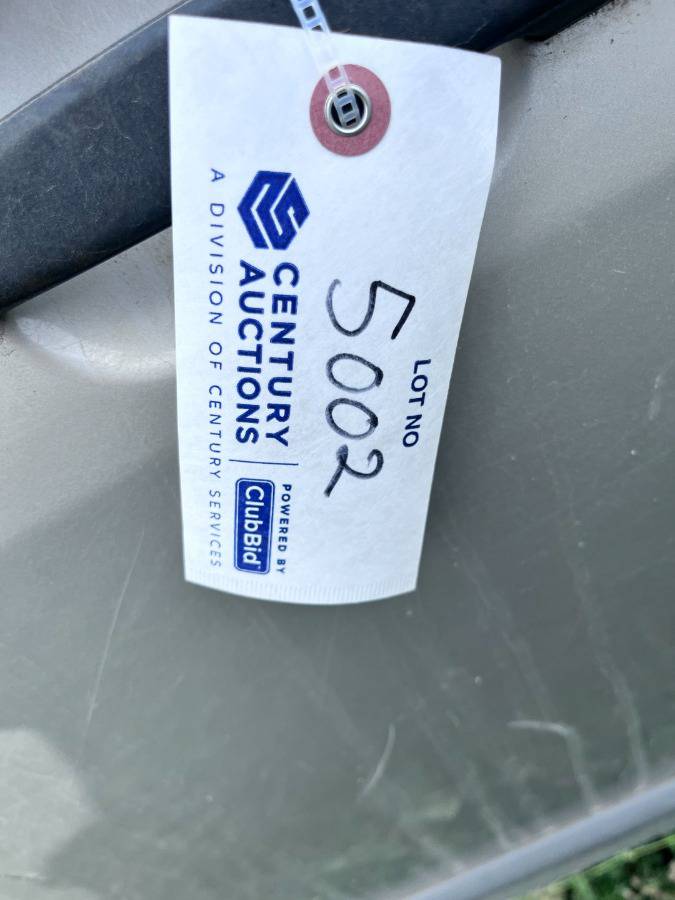 LOT NO
5002
CENTURY
AUCTIONS
A DIVISION OF CENTURY SERVICES
POWERED BY
ClubBid